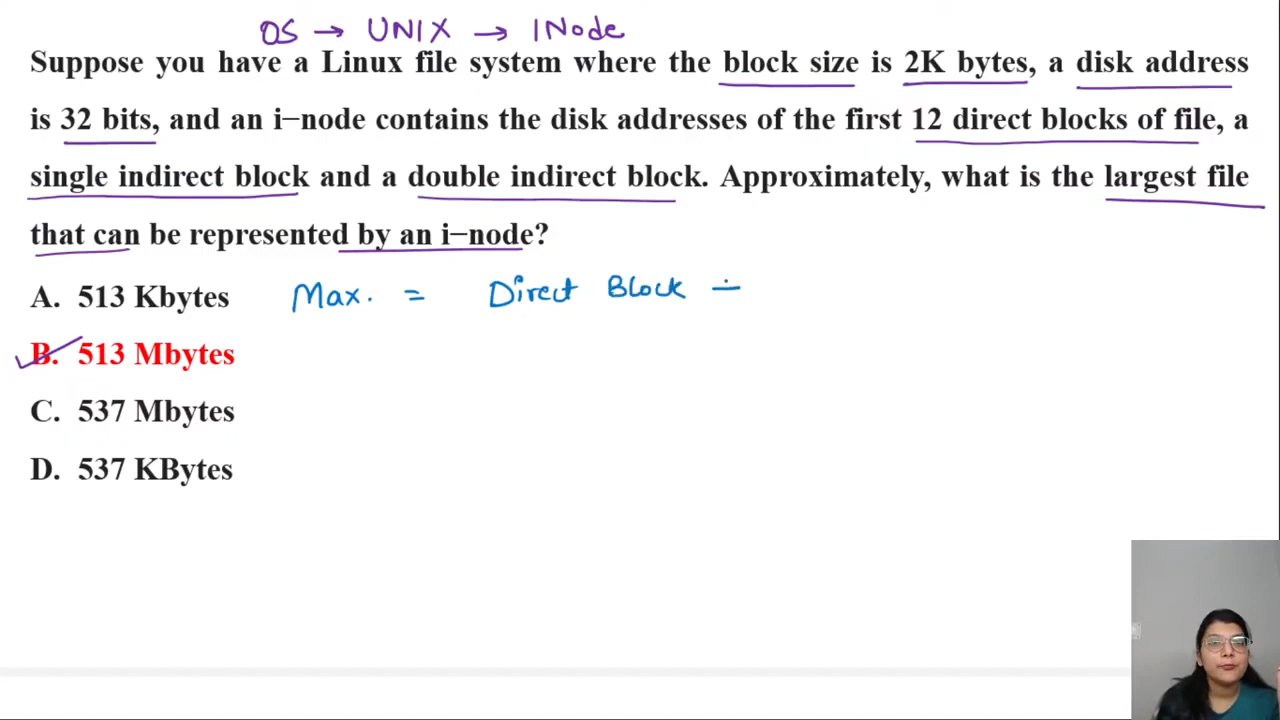 OS → UNIX → INode
Suppose you have a Linux file system where the block size is 2K bytes, a disk address
is 32 bits, and an i−node contains the disk addresses of the first 12 direct blocks of file, a
single indirect block and a double indirect block. Approximately, what is the largest file
that can be represented by an i−node?
A. 513 Kbytes Max. = Direct Block +
B. 513 Mbytes
C. 537 Mbytes
D. 537 KBytes